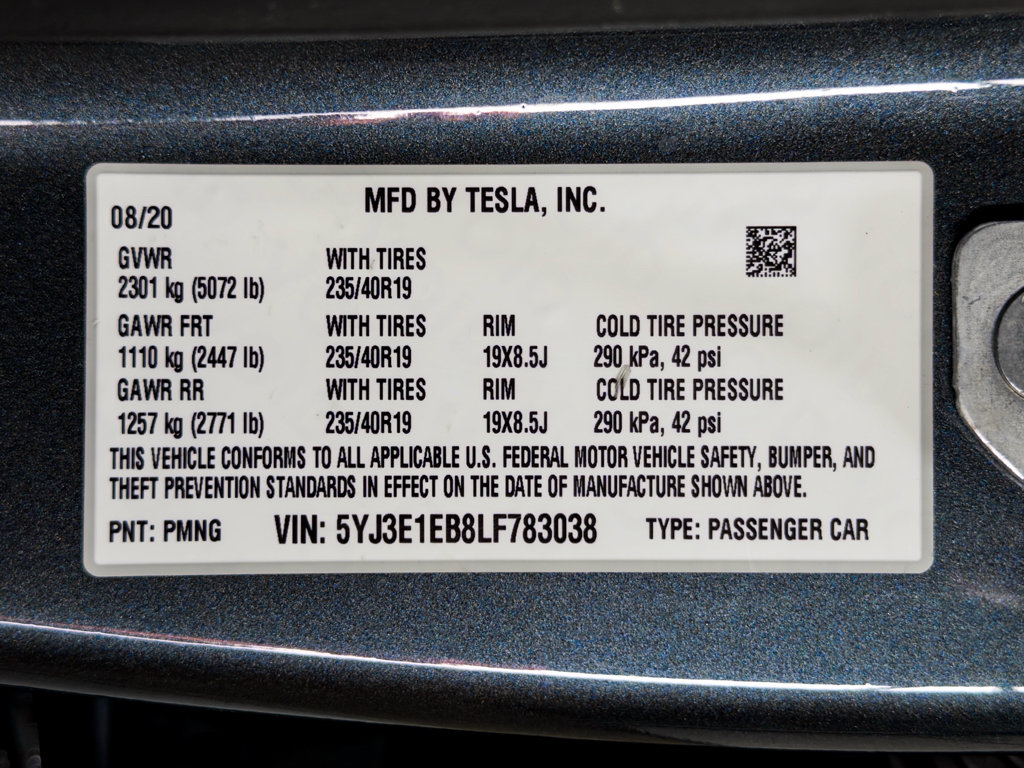 MFD BY TESLA, INC.
08/20
GVWR WITH TIRES
2301 kg (5072 lb) 235/40R19
GAWR FRT WITH TIRES RIM COLD TIRE PRESSURE
1110 kg (2447 lb) 235/40R19 19X8.5J 290 kPa, 42 psi
GAWR RR WITH TIRES RIM COLD TIRE PRESSURE
1257 kg (2771 lb) 235/40R19 19X8.5J 290 kPa, 42 psi
THIS VEHICLE CONFORMS TO ALL APPLICABLE U.S. FEDERAL MOTOR VEHICLE SAFETY, BUMPER, AND
THEFT PREVENTION STANDARDS IN EFFECT ON THE DATE OF MANUFACTURE SHOWN ABOVE.
PNT: PMNG VIN: 5YJ3E1EB8LF783038 TYPE: PASSENGER CAR